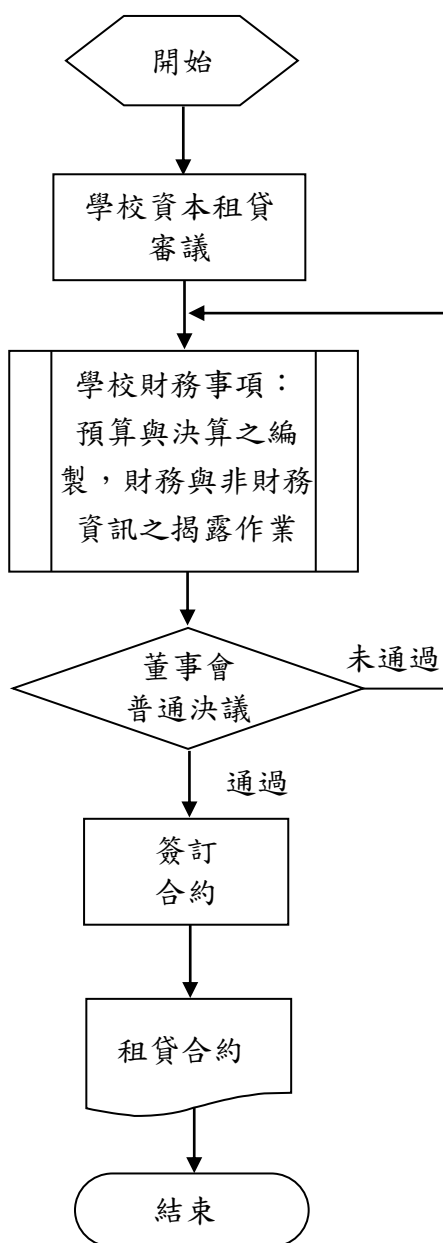 開始
學校資本租貸
審議
學校財務事項：
預算與決算之編
製，財務與非財務
資訊之揭露作業
董事會
普通決議
未通過
通過
簽訂
合約
租貸合約
結束